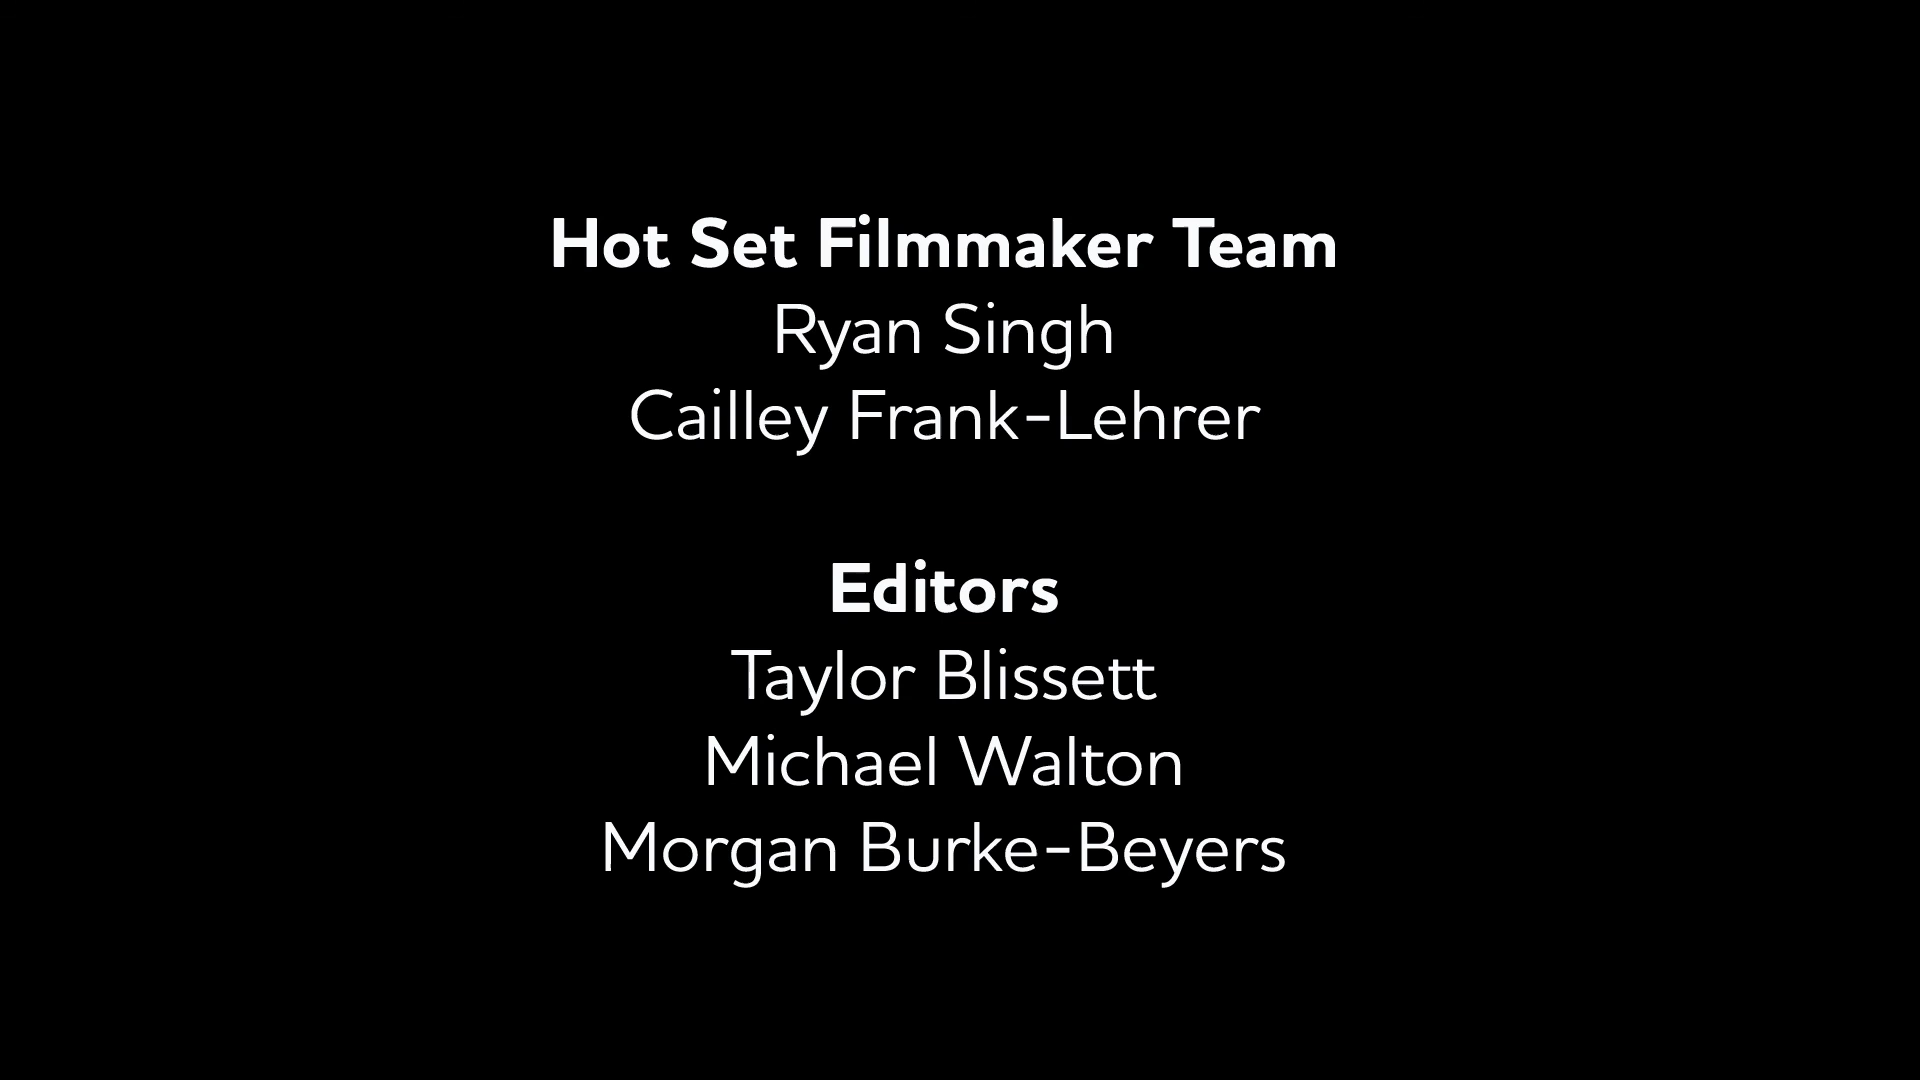 Hot Set Filmmaker Team
Ryan Singh
Cailley Frank-Lehrer
Editors
Taylor Blissett
Michael Walton
Morgan Burke-Beyers